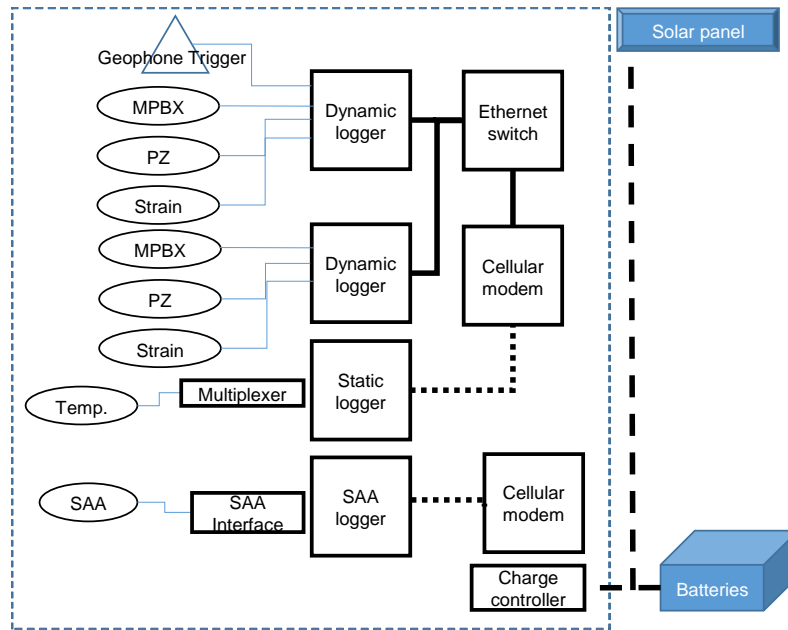 Solar panel
Geophone Trigger
MPBX
PZ
Strain
Dynamic
logger
Ethernet
switch
MPBX
PZ
Strain
Dynamic
logger
Cellular
modem
Temp.
Multiplexer
Static
logger
SAA
SAA
Interface
SAA
logger
Cellular
modem
Charge
controller
Batteries